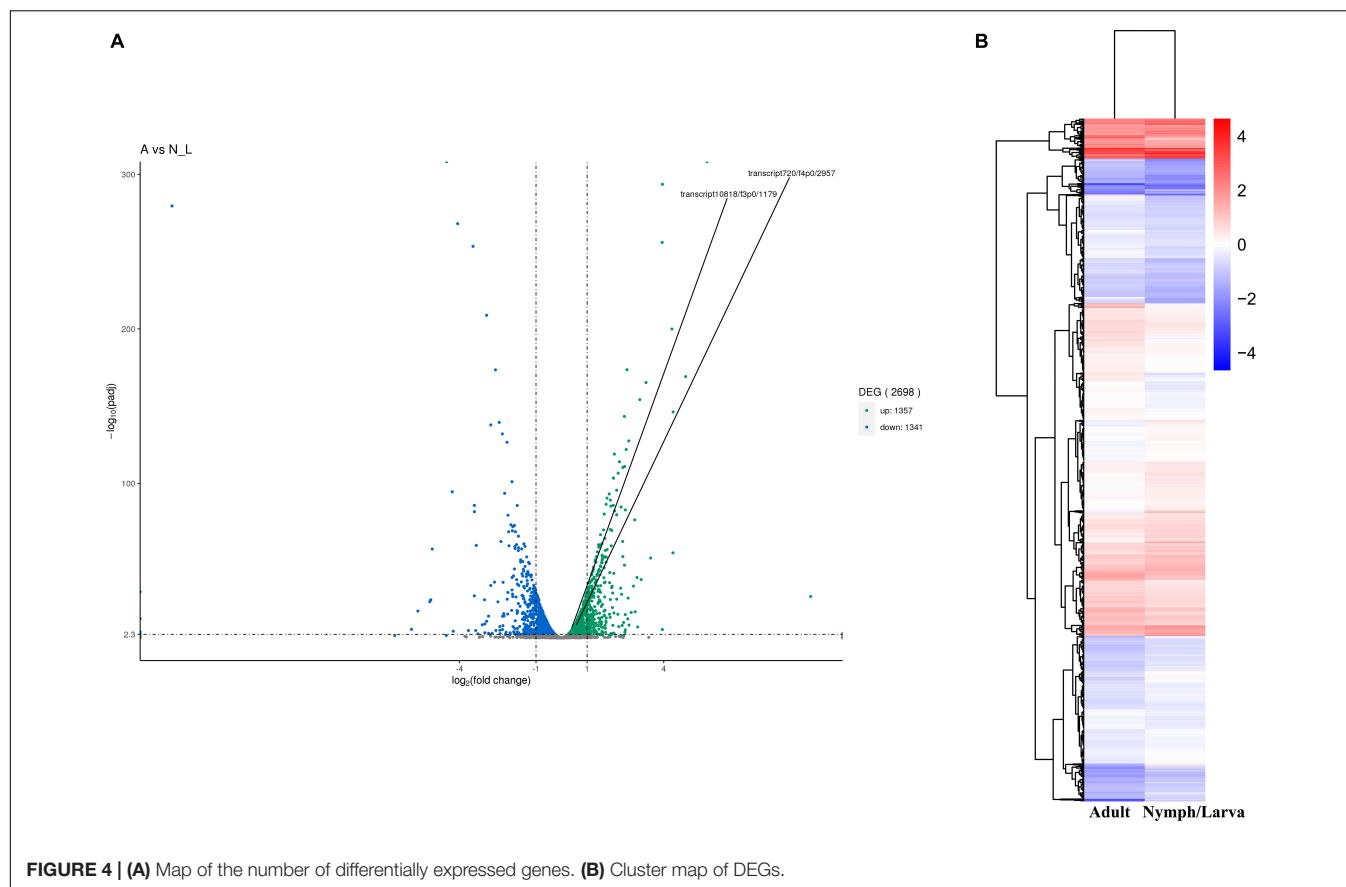 A
A vs N_L
300
200
100
2.3
−log10(padj)
transcript720/f4p0/2957
transcript10818/f3p0/1179
-4
-1
1
4
log2(fold change)
DEG ( 2698 )
up: 1357
down: 1341
B
4
2
0
−2
−4
Adult Nymph/Larva
FIGURE 4 | (A) Map of the number of differentially expressed genes. (B) Cluster map of DEGs.